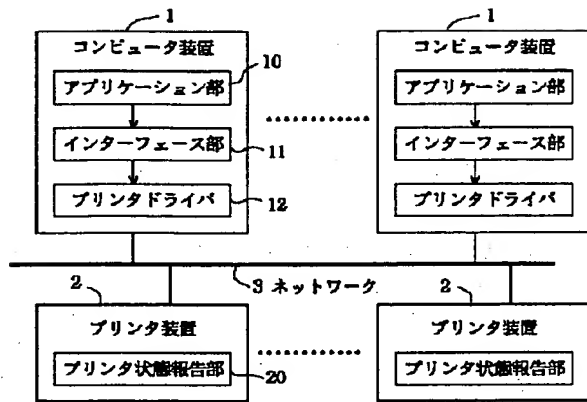 1
コンピュータ装置
アプリケーション部
10
インターフェース部
11
プリンタドライバ
12
1
コンピュータ装置
アプリケーション部
インターフェース部
プリンタドライバ
3 ネットワーク
2
プリンタ装置
プリンタ状態報告部
20
2
プリンタ装置
プリンタ状態報告部